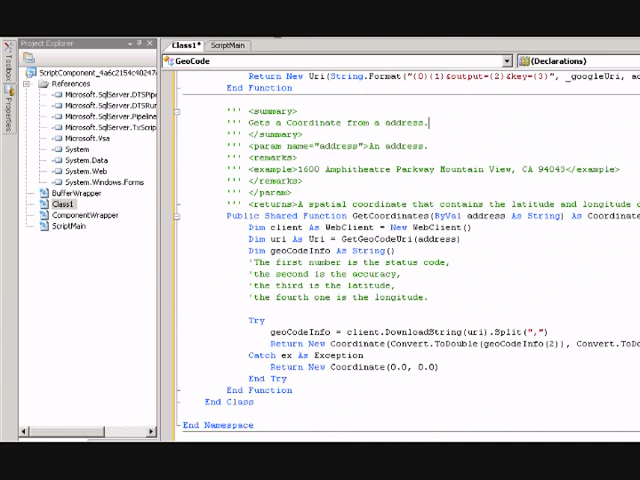 Project Explorer
Class1*
ScriptMain
Toolbox
Properties
GeoCode
(Declarations)
ScriptComponent_4a6c2154c40247
References
Microsoft.SqlServer.DTSPipe
Microsoft.SqlServer.DTSRun
Microsoft.SqlServer.Pipeline
Microsoft.SqlServer.TxScrip
Microsoft.Vsa
System
System.Data
System.Web
System.Windows.Forms
BufferWrapper
Class1
ComponentWrapper
ScriptMain
Return New Uri(String.Format("{0}{1}&output={2}&key={3}", _googleUri, ac
End Function
''' <summary>
''' Gets a Coordinate from a address.
''' </summary>
''' <param name="address">An address.
''' <remarks>
''' <example>1600 Amphitheatre Parkway Mountain View, CA 94043</example>
''' </remarks>
''' </param>
''' <returns>A spatial coordinate that contains the latitude and longitude o
Public Shared Function GetCoordinates(ByVal address As String) As Coordinate
Dim client As WebClient = New WebClient()
Dim uri As Uri = GetGeoCodeUri(address)
Dim geoCodeInfo As String()
'The first number is the status code,
'the second is the accuracy,
'the third is the latitude,
'the fourth one is the longitude.
Try
geoCodeInfo = client.DownloadString(uri).Split(",")
Return New Coordinate(Convert.ToDouble(geoCodeInfo(2)), Convert.ToDo
Catch ex As Exception
Return New Coordinate(0.0, 0.0)
End Try
End Function
End Class
End Namespace